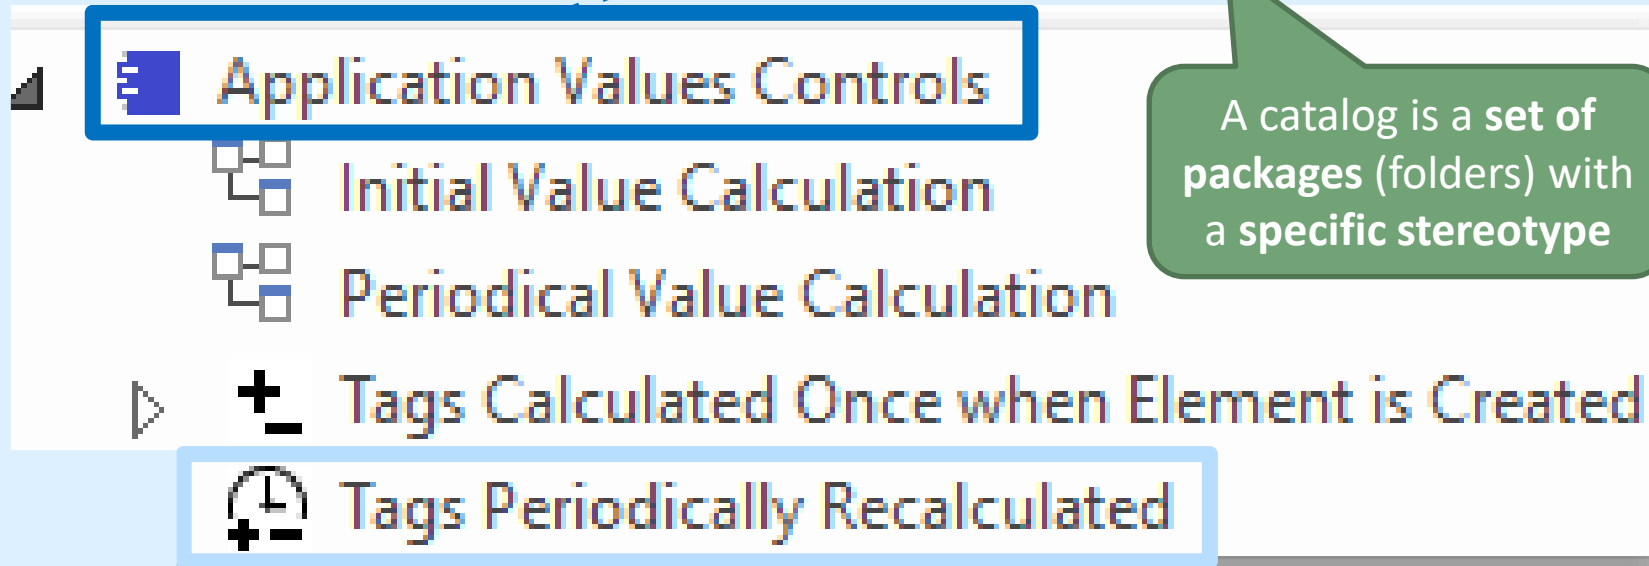 Application Values Controls
Initial Value Calculation
Periodical Value Calculation
Tags Calculated Once when Element is Created
Tags Periodically Recalculated
A catalog is a set of
packages (folders) with
a specific stereotype